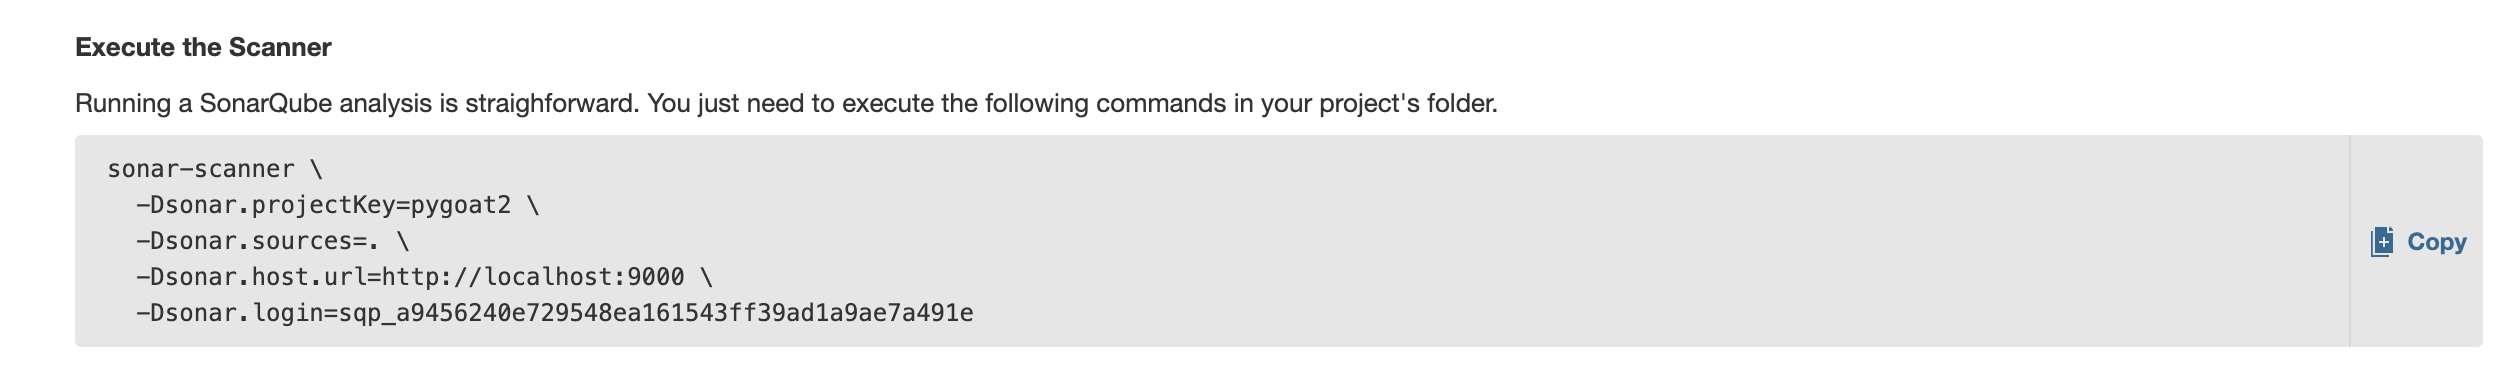 Execute the Scanner
Running a SonarQube analysis is straighforward. You just need to execute the following commands in your project's folder.
sonar-scanner \
  -Dsonar.projectKey=pygoat2 \
  -Dsonar.sources=. \
  -Dsonar.host.url=http://localhost:9000 \
  -Dsonar.login=sqp_a9456240e729548ea161543ff39ad1a9ae7a491e
Copy